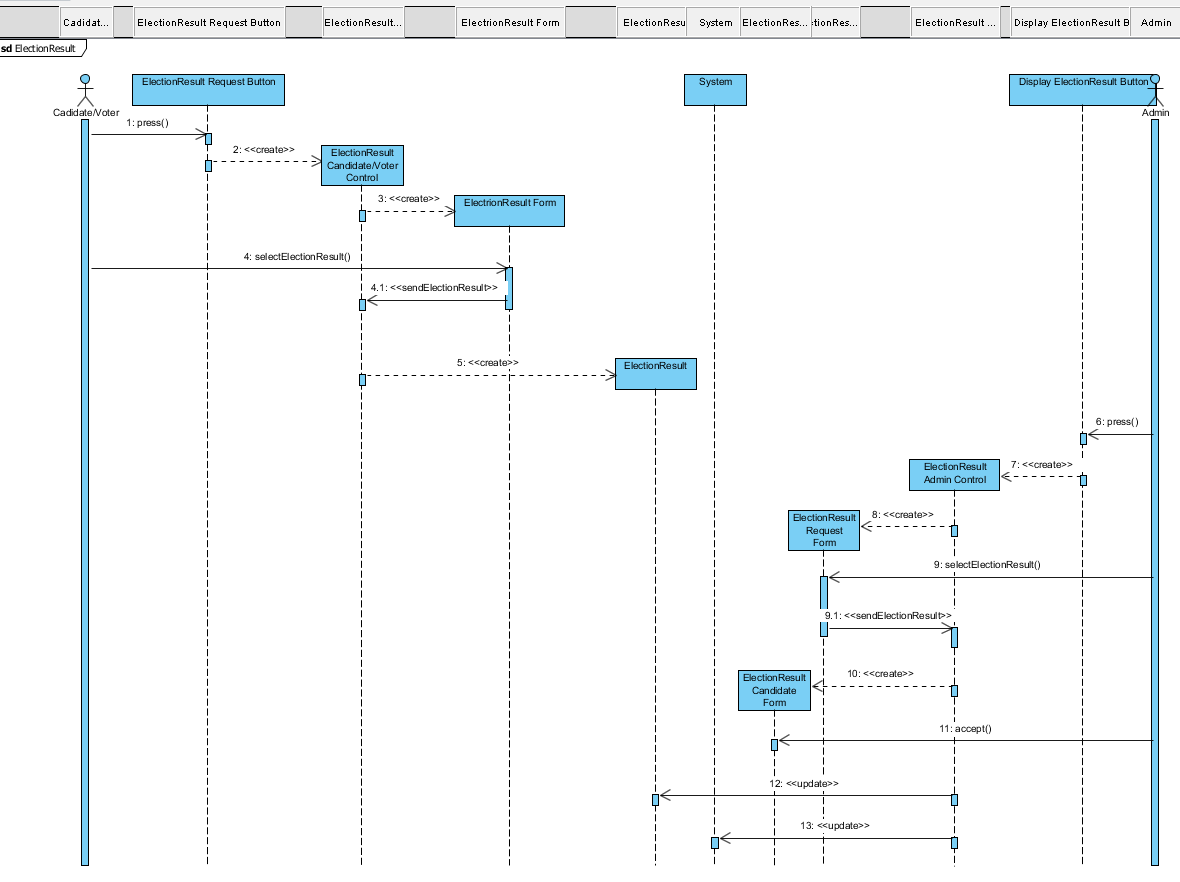 Cadidat... ElectionResult Request Button ElectionResult... ElectrionResult Form ElectionResu System ElectionRes... :tionRes... ElectionResult ... Display ElectionResult B Admin
sd ElectionResult
ElectionResult Request Button
System
Display ElectionResult Button
Cadidate/Voter
Admin
1: press()
2: <<create>>
ElectionResult
Candidate/Voter
Control
3: <<create>>
ElectrionResult Form
4: selectElectionResult()
4.1: <<sendElectionResult>>
5: <<create>>
ElectionResult
6: press()
7: <<create>>
ElectionResult
Admin Control
8: <<create>>
ElectionResult
Request
Form
9: selectElectionResult()
9.1: <<sendElectionResult>>
10: <<create>>
ElectionResult
Candidate
Form
11: accept()
12: <<update>>
13: <<update>>